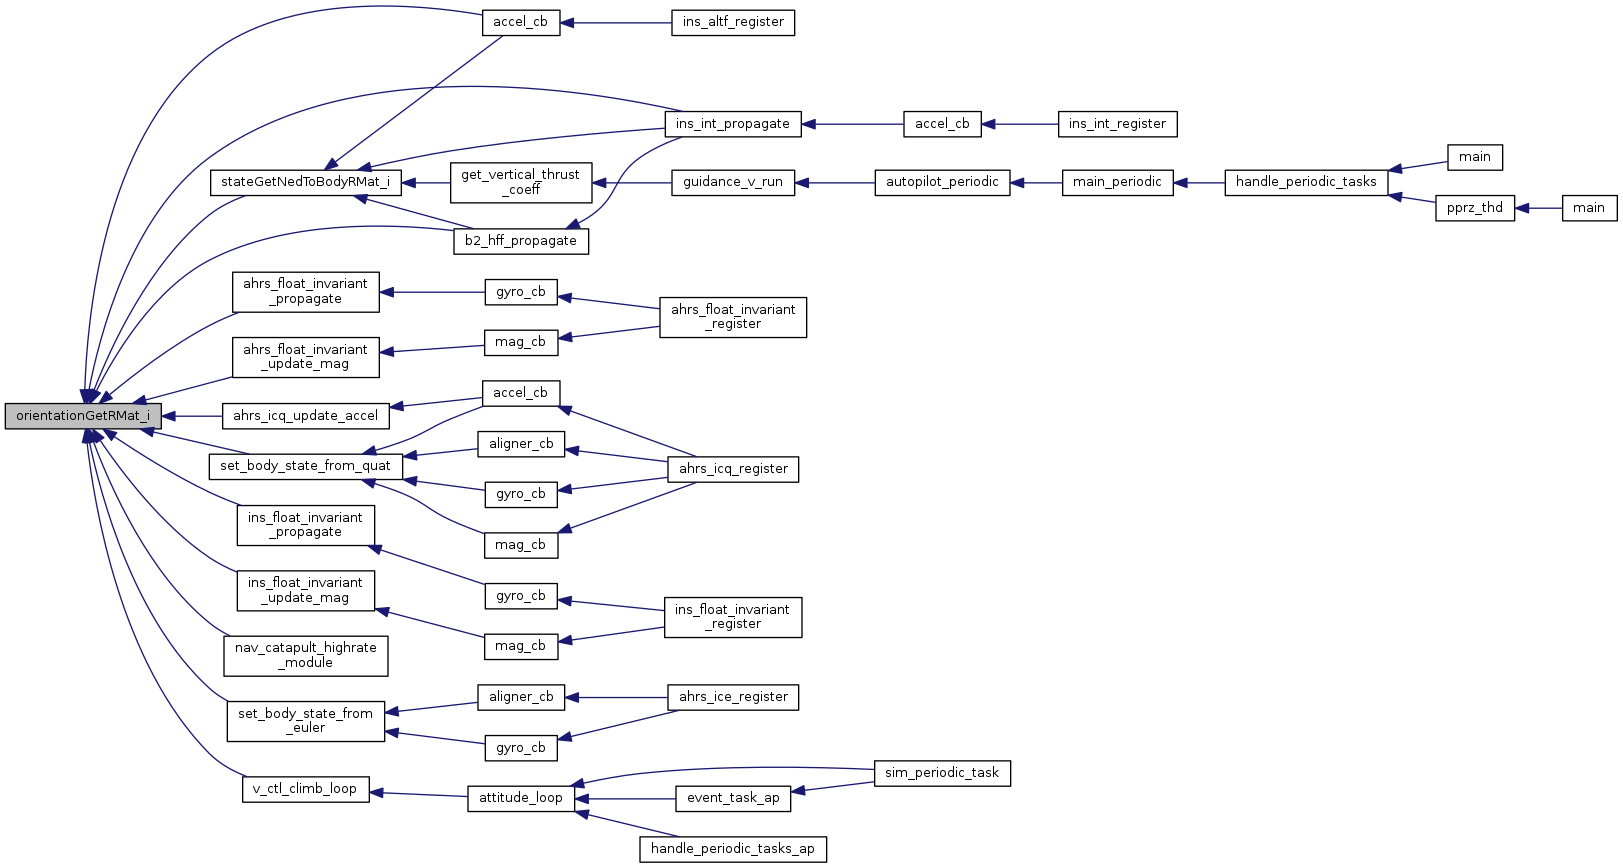 accel_cb
ins_altf_register
ins_int_propagate
accel_cb
ins_int_register
stateGetNedToBodyRMat_i
get_vertical_thrust
_coeff
guidance_v_run
autopilot_periodic
main_periodic
handle_periodic_tasks
main
pprz_thd
main
b2_hff_propagate
ahrs_float_invariant
_propagate
gyro_cb
ahrs_float_invariant
_register
ahrs_float_invariant
_update_mag
mag_cb
orientationGetRMat_i
ahrs_icq_update_accel
accel_cb
set_body_state_from_quat
aligner_cb
ahrs_icq_register
gyro_cb
mag_cb
ins_float_invariant
_propagate
gyro_cb
ins_float_invariant
_register
ins_float_invariant
_update_mag
mag_cb
nav_catapult_highrate
_module
set_body_state_from
_euler
aligner_cb
ahrs_ice_register
gyro_cb
v_ctl_climb_loop
attitude_loop
sim_periodic_task
event_task_ap
handle_periodic_tasks_ap